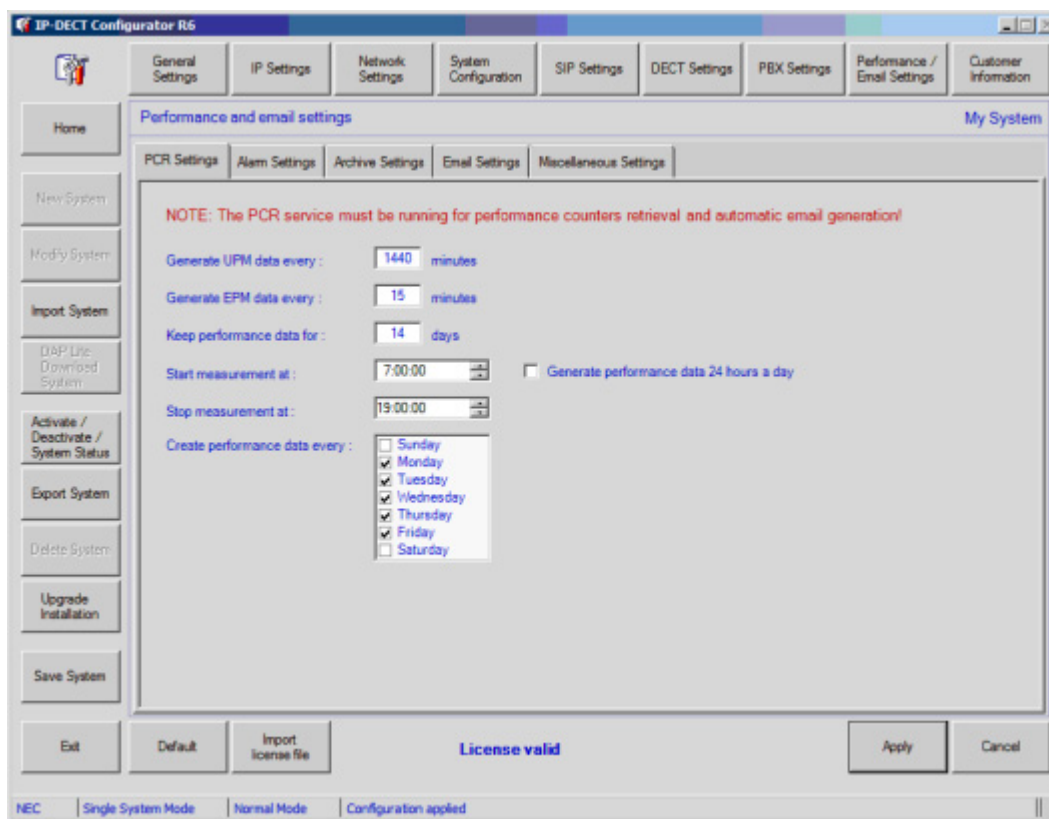 IP-DECT Configurator R6
General Settings
IP Settings
Network Settings
System Configuration
SIP Settings
DECT Settings
PBX Settings
Performance / Email Settings
Customer Information
Home
New System
Modify System
Import System
DAP Lite Download System
Activate / Deactivate / System Status
Export System
Delete System
Upgrade Installation
Save System
Exit
Performance and email settings
My System
PCR Settings
Alarm Settings
Archive Settings
Email Settings
Miscellaneous Settings
NOTE: The PCR service must be running for performance counters retrieval and automatic email generation!
Generate UPM data every : 1440 minutes
Generate EPM data every : 15 minutes
Keep performance data for : 14 days
Start measurement at : 7:00:00
Generate performance data 24 hours a day
Stop measurement at : 19:00:00
Create performance data every :
Sunday
Monday
Tuesday
Wednesday
Thursday
Friday
Saturday
Default
Import license file
License valid
Apply
Cancel
NEC
Single System Mode
Normal Mode
Configuration applied